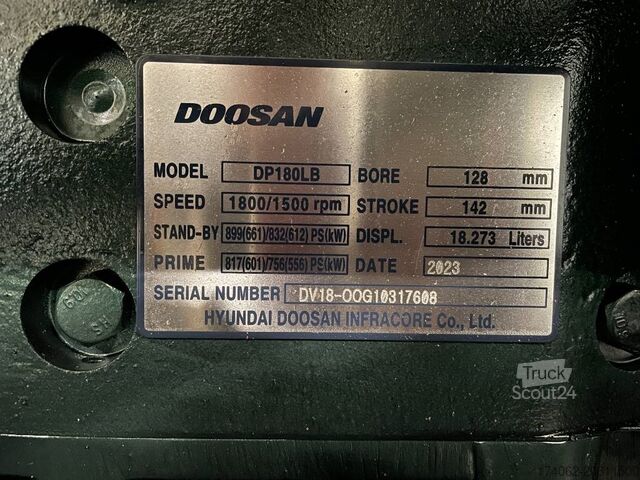 DOOSAN
MODEL DP180LB BORE 128 mm
SPEED 1800/1500 rpm STROKE 142 mm
STAND-BY 899(661)/832(612) PS(kW) DISPL. 18.273 Liters
PRIME 817(601)/756(556) PS(kW) DATE 2023
SERIAL NUMBER DV18-OOG10317608
HYUNDAI DOOSAN INFRACORE Co., Ltd.
Truck
Scout24